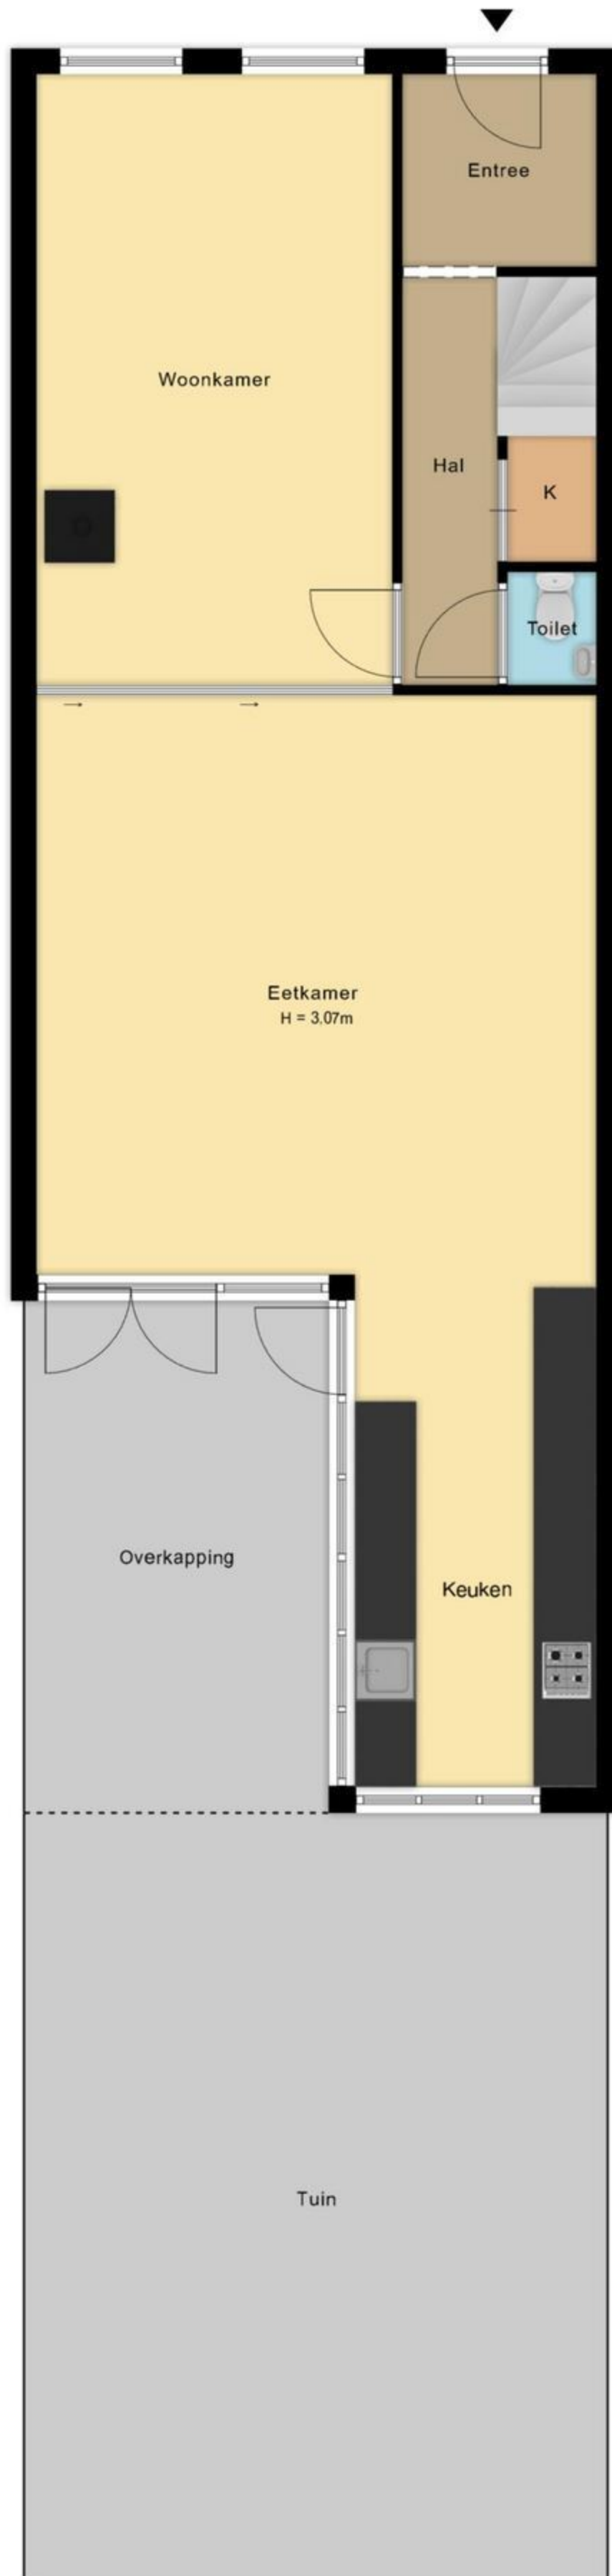 Entree
Woonkamer
Hal
K
Toilet
Eetkamer
H = 3.07m
Overkapping
Keuken
Tuin